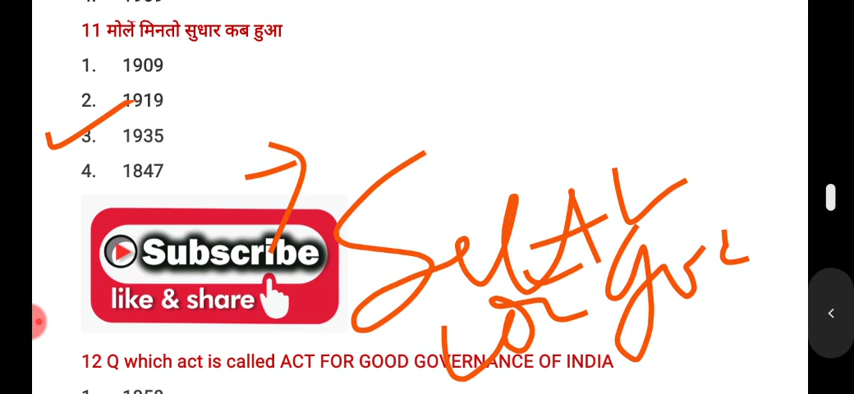 11 मोलें मिनतो सुधार कब हुआ
1. 1909
2. 1919
3. 1935
4. 1847
Subscribe
like & share
12 Q which act is called ACT FOR GOOD GOVERNANCE OF INDIA